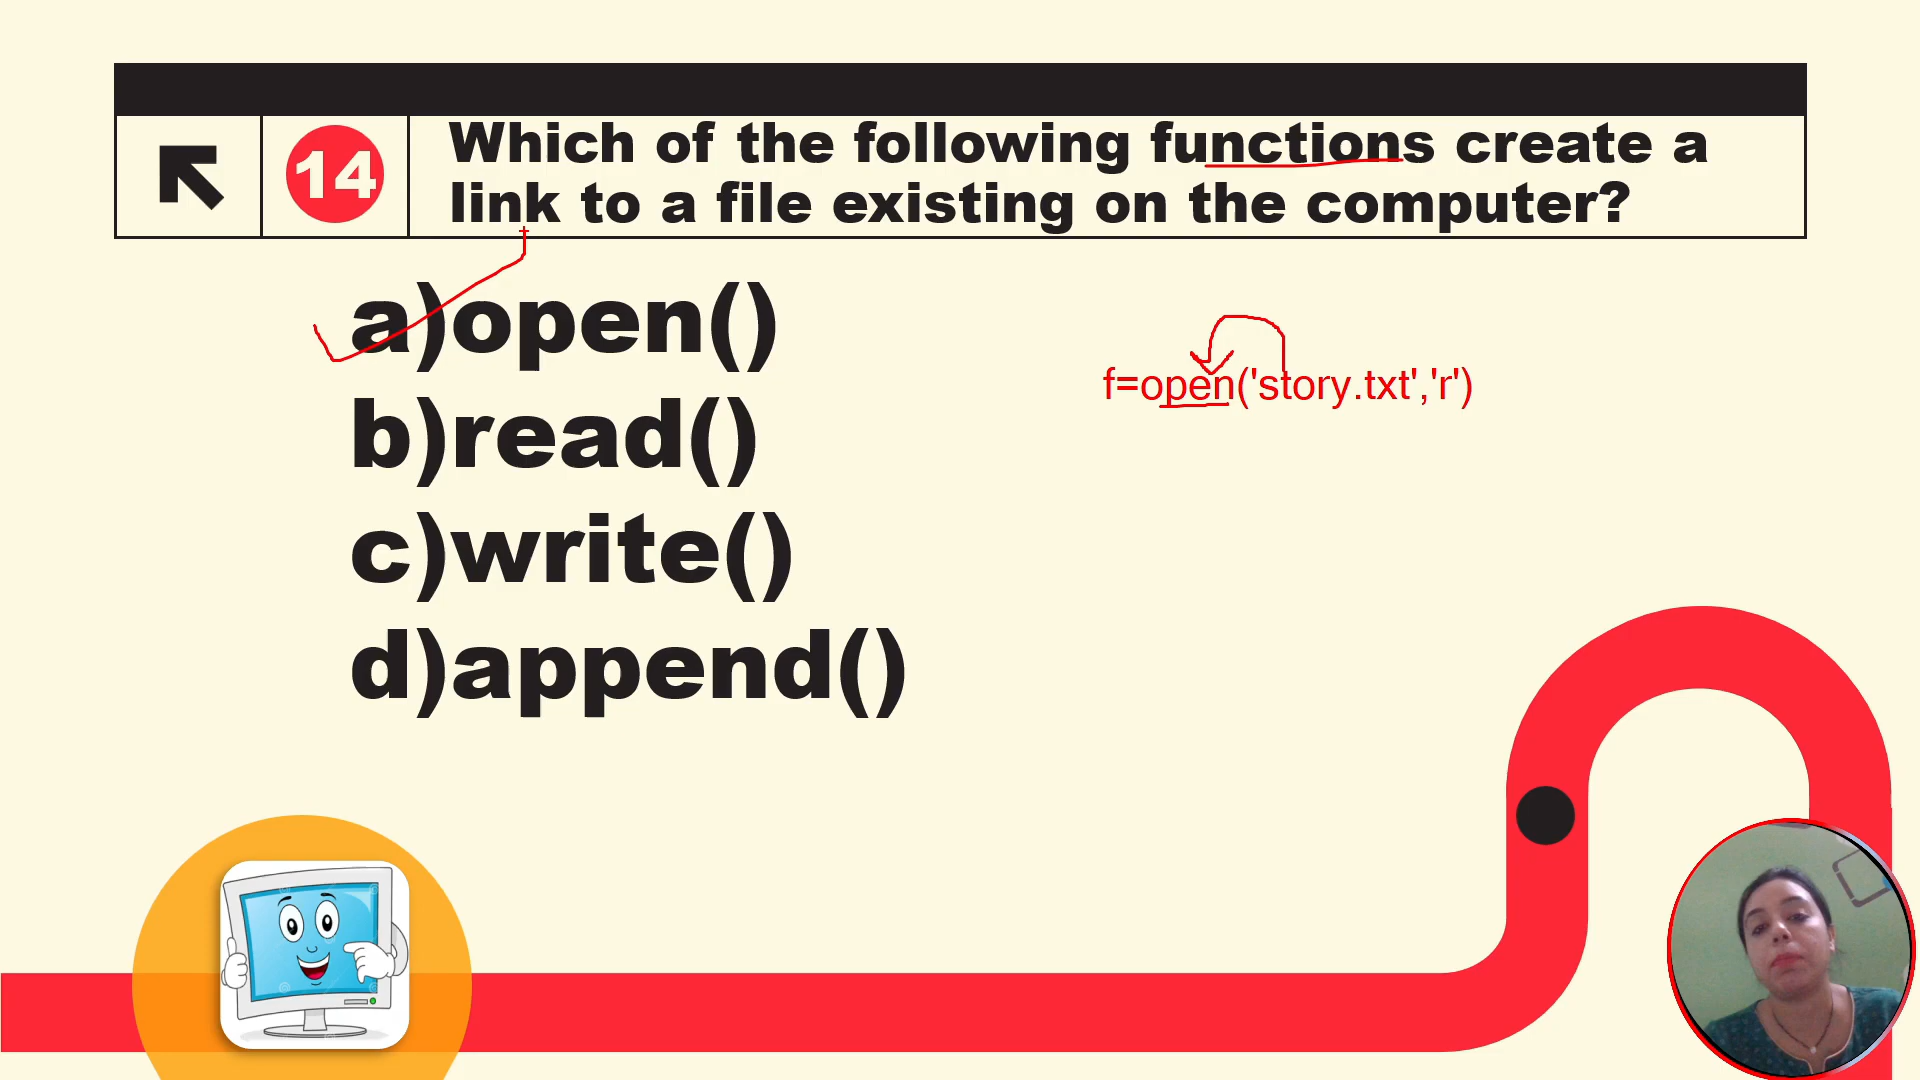 14
Which of the following functions create a
link to a file existing on the computer?
a)open()
b)read()
c)write()
d)append()
f=open('story.txt','r')